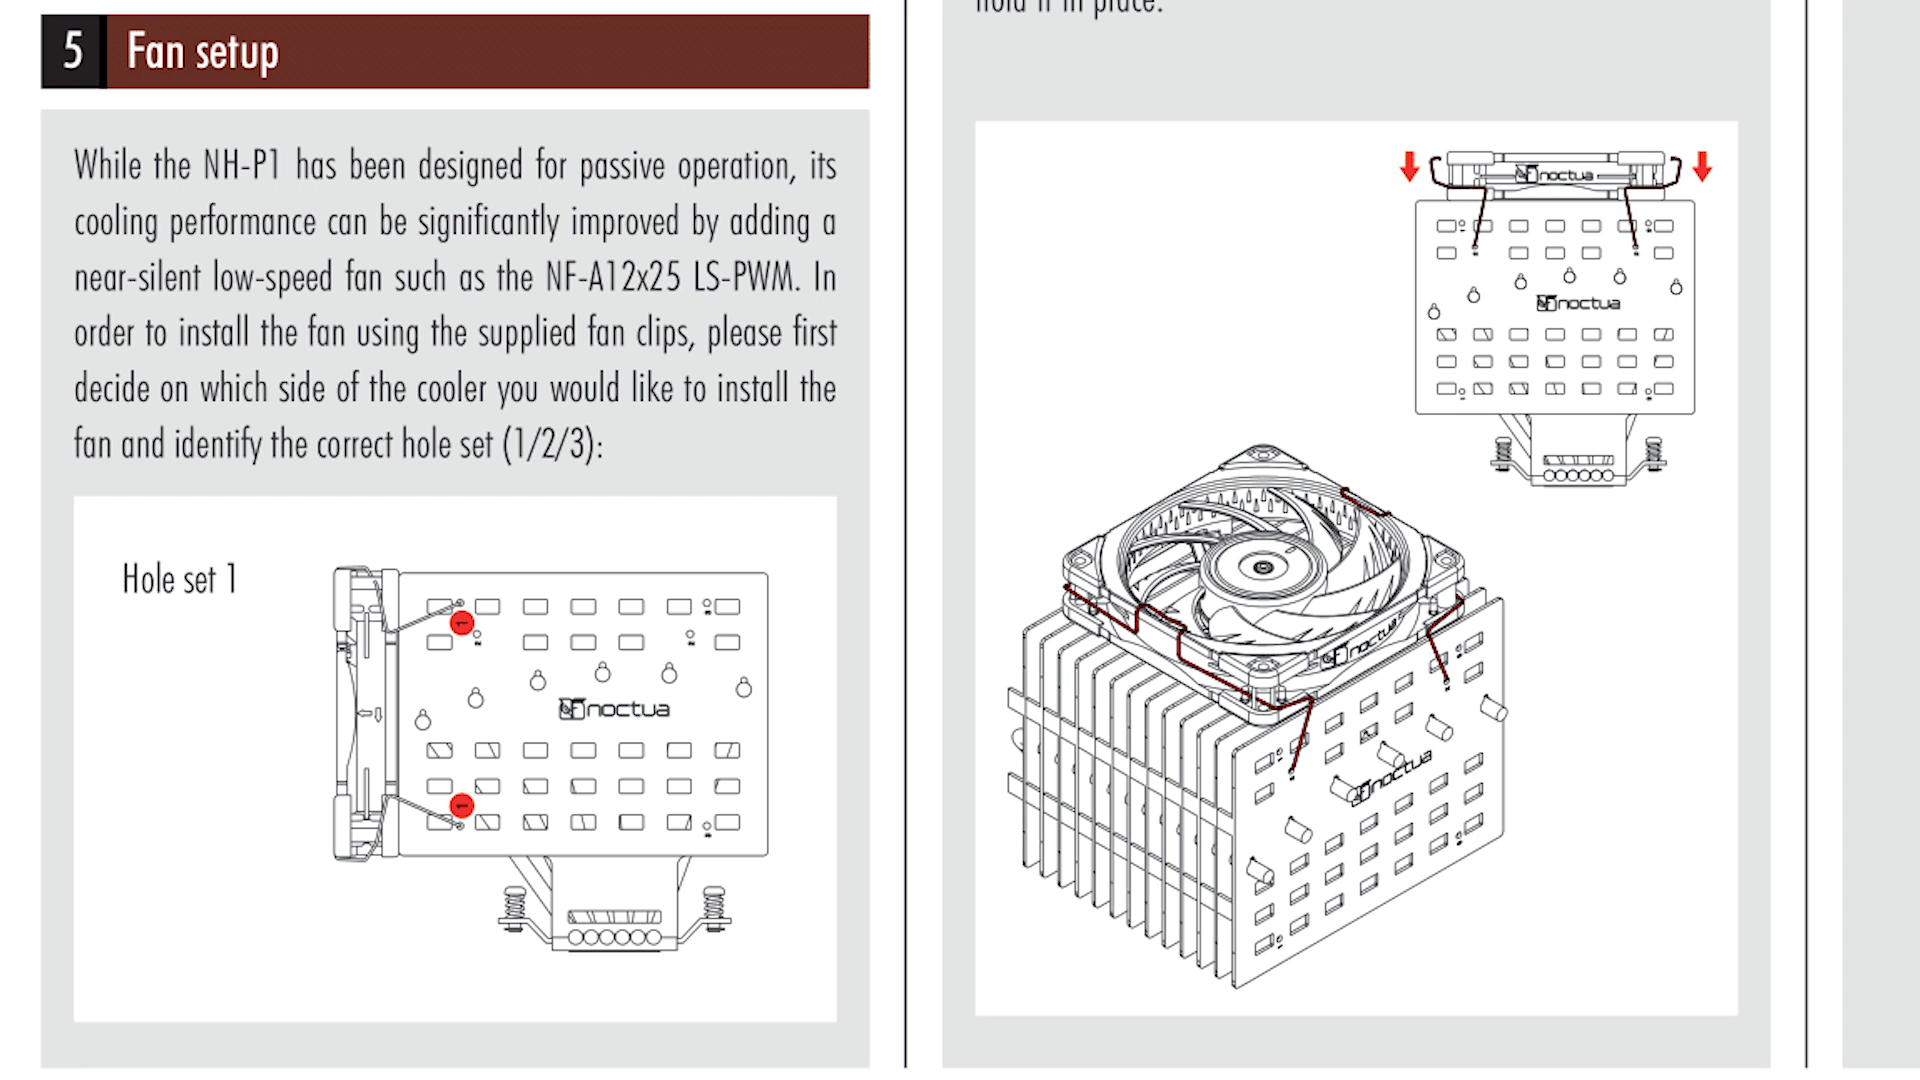 5 Fan setup
While the NH-P1 has been designed for passive operation, its
cooling performance can be significantly improved by adding a
near-silent low-speed fan such as the NF-A12x25 LS-PWM. In
order to install the fan using the supplied fan clips, please first
decide on which side of the cooler you would like to install the
fan and identify the correct hole set (1/2/3):
Hole set 1
1
noctua
1
hold it in place.
noctua
noctua
noctua
noctua